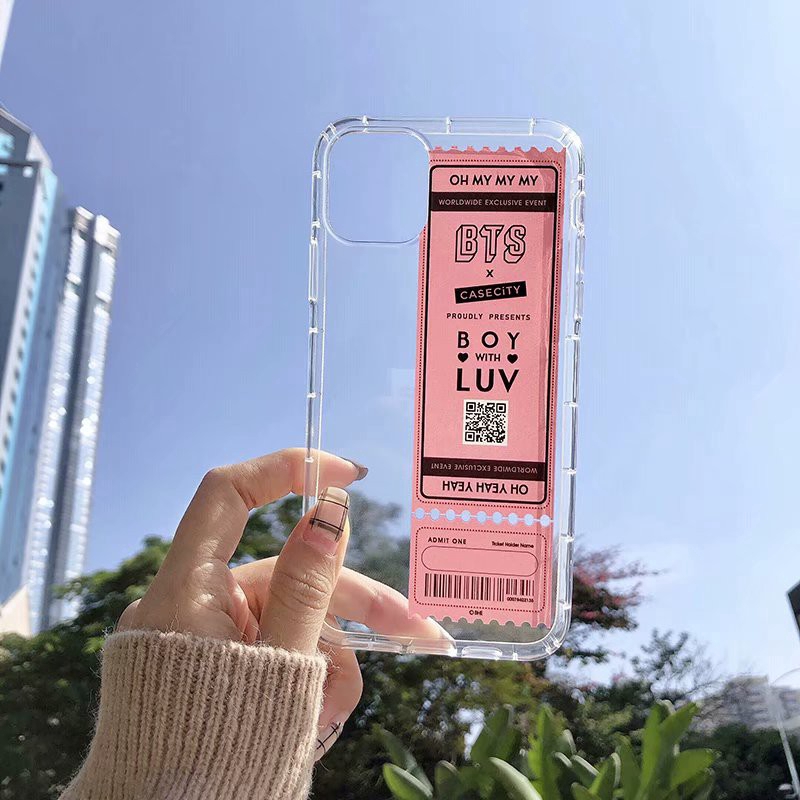 OH MY MY MY
WORLDWIDE EXCLUSIVE EVENT
BTS
X
CASECiTY
PROUDLY PRESENTS
BOY
WITH
LUV
WORLDWIDE EXCLUSIVE EVENT
OH YEAH YEAH
ADMIT ONE Ticket Holder Name